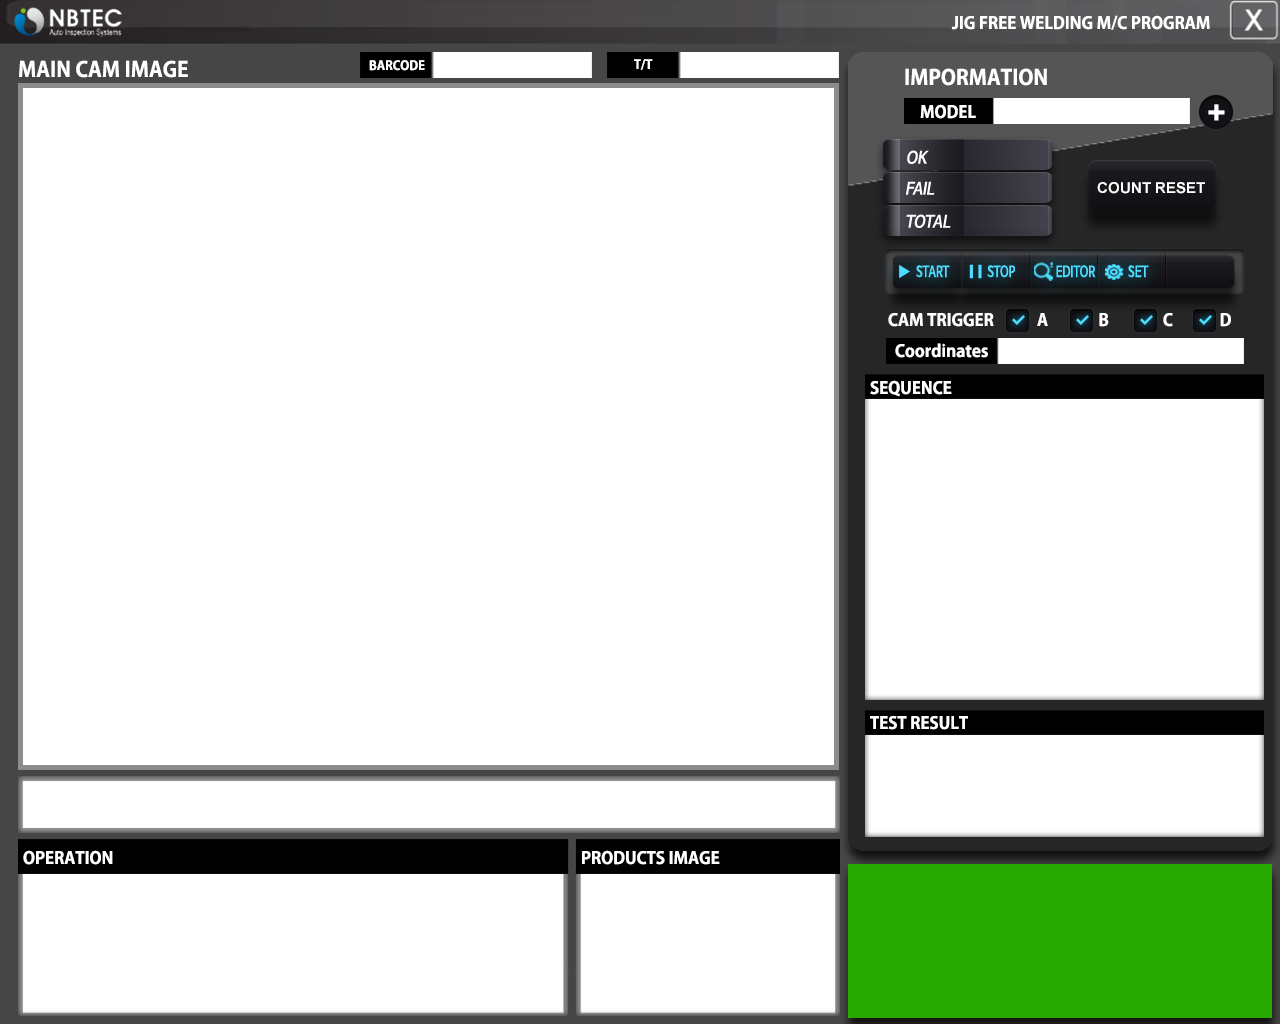 NBTEC
Auto Inspection Systems
JIG FREE WELDING M/C PROGRAM
X
MAIN CAM IMAGE
BARCODE
T/T
IMPORMATION
MODEL
OK
FAIL
TOTAL
COUNT RESET
START
STOP
EDITOR
SET
CAM TRIGGER
A
B
C
D
Coordinates
SEQUENCE
TEST RESULT
OPERATION
PRODUCTS IMAGE